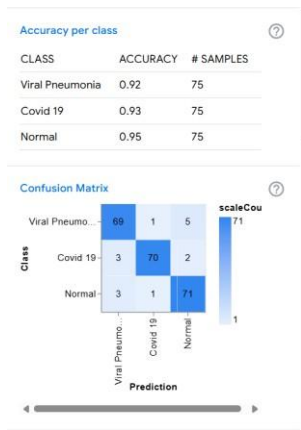 Accuracy per class
CLASS ACCURACY # SAMPLES
Viral Pneumonia 0.92 75
Covid 19 0.93 75
Normal 0.95 75
Confusion Matrix
scaleCou
Viral Pneumo... 69 1 5 71
Covid 19 3 70 2
Normal 3 1 71 1
Class
Viral Pneumo...
Covid 19
Normal
Prediction